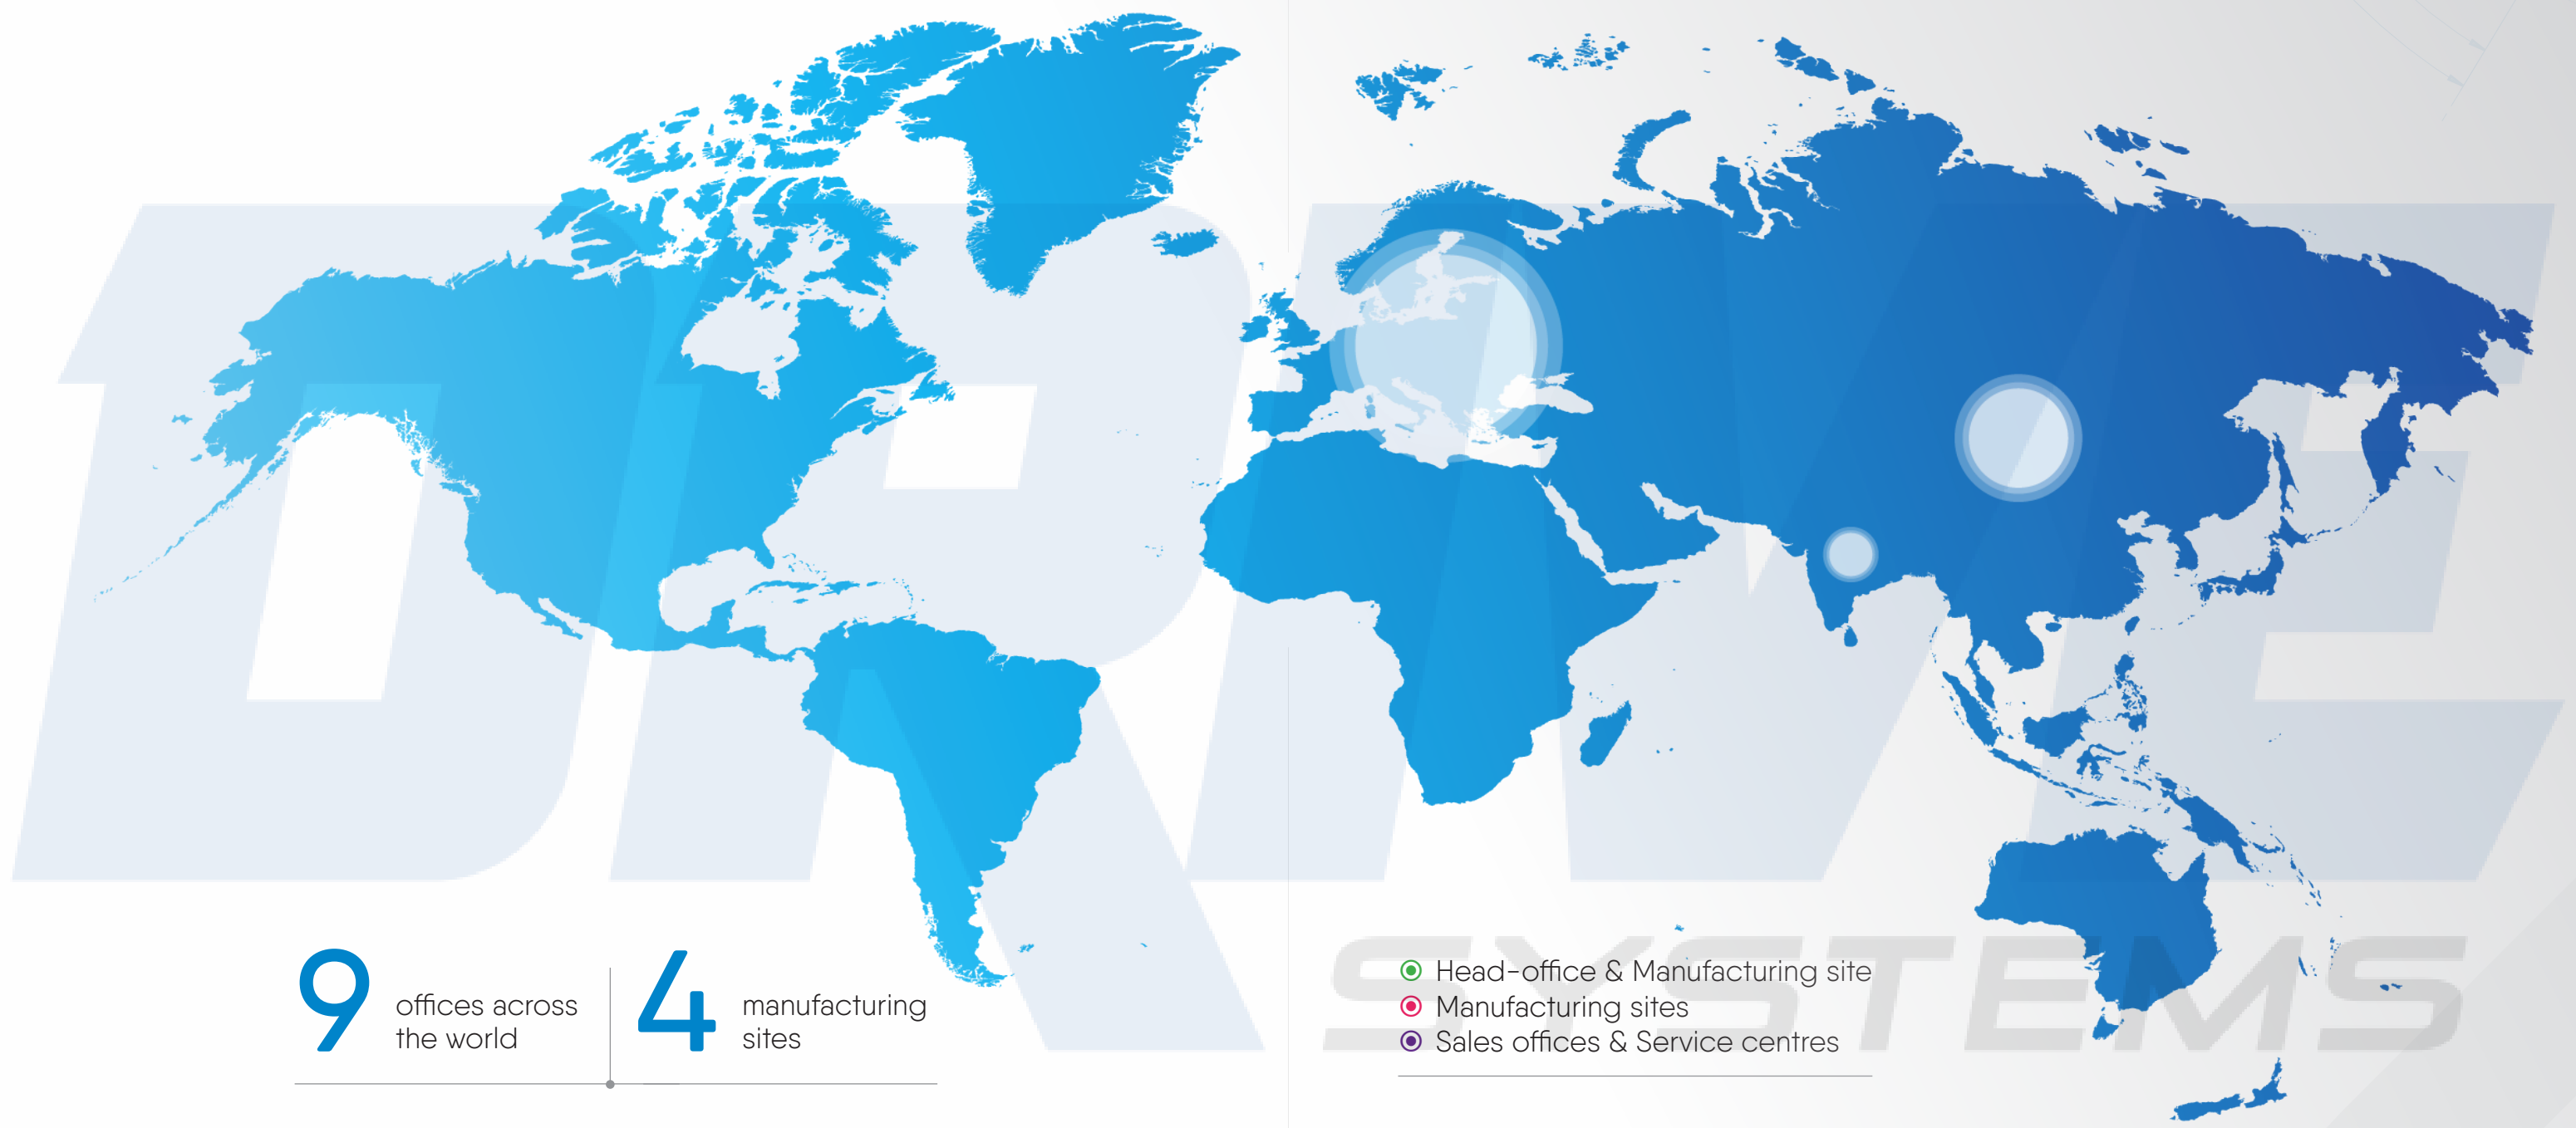 DRIVE
SYSTEMS
9 offices across
the world
4 manufacturing
sites
Head-office & Manufacturing site
Manufacturing sites
Sales offices & Service centres